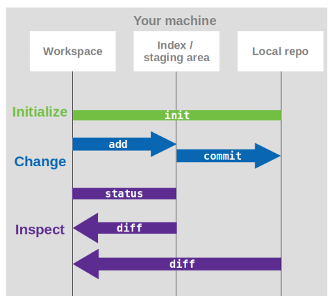 Your machine
Workspace
Index /
staging area
Local repo
Initialize
init
add
Change
commit
status
Inspect
diff
diff